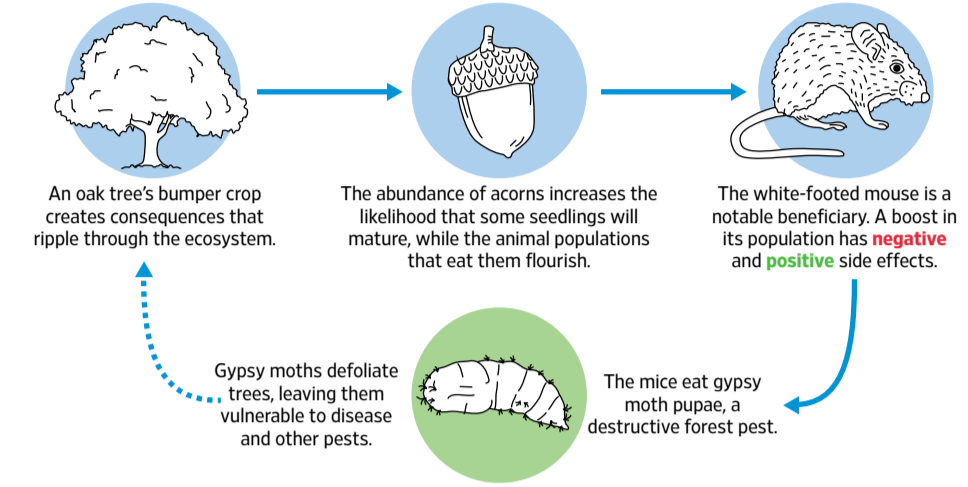 An oak tree's bumper crop
creates consequences that
ripple through the ecosystem.
The abundance of acorns increases the
likelihood that some seedlings will
mature, while the animal populations
that eat them flourish.
The white-footed mouse is a
notable beneficiary. A boost in
its population has negative
and positive side effects.
The mice eat gypsy
moth pupae, a
destructive forest pest.
Gypsy moths defoliate
trees, leaving them
vulnerable to disease
and other pests.